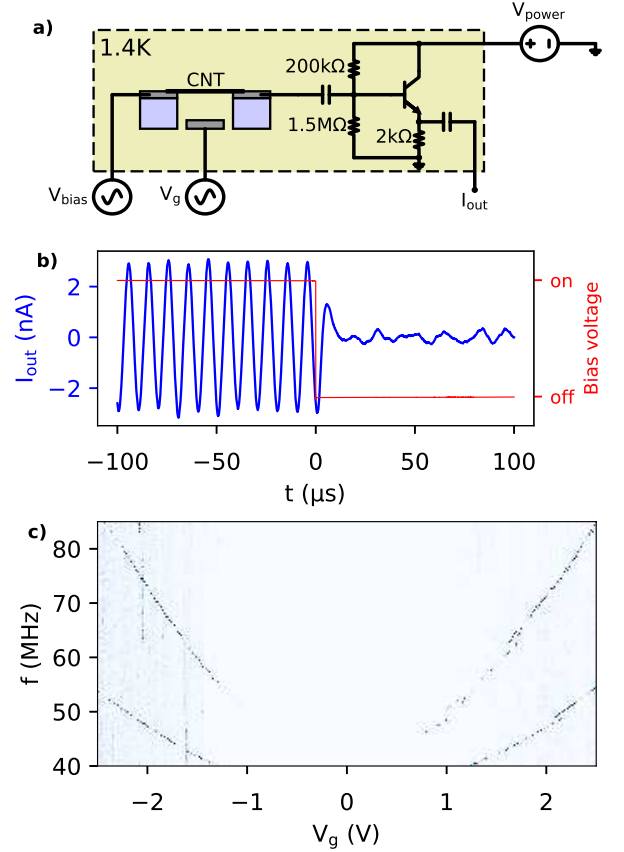 a)
V_power
1.4K
CNT
200kΩ
1.5MΩ
2kΩ
V_bias
V_g
I_out
b)
I_out (nA)
2
0
−2
on
off
Bias voltage
−100 −50 0 50 100
t (μs)
c)
f (MHz)
80
70
60
50
40
−2 −1 0 1 2
V_g (V)